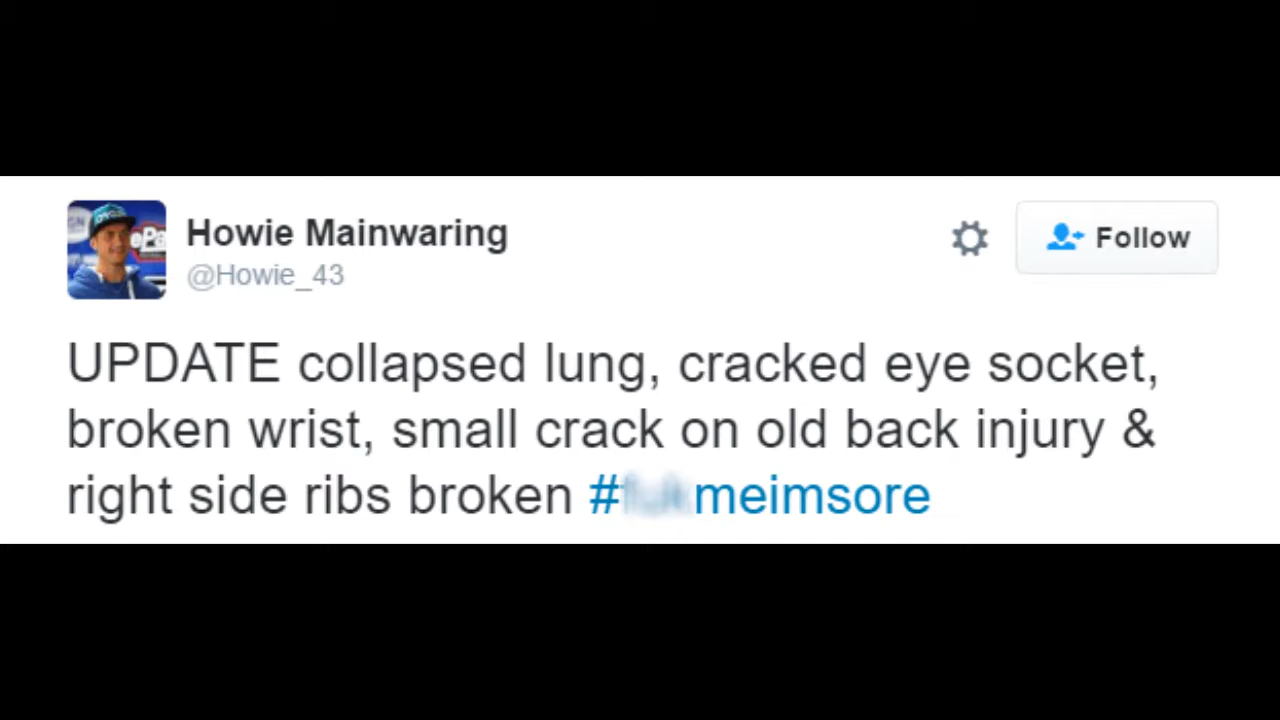 Howie Mainwaring
@Howie_43
Follow
UPDATE collapsed lung, cracked eye socket,
broken wrist, small crack on old back injury &
right side ribs broken #meimsore